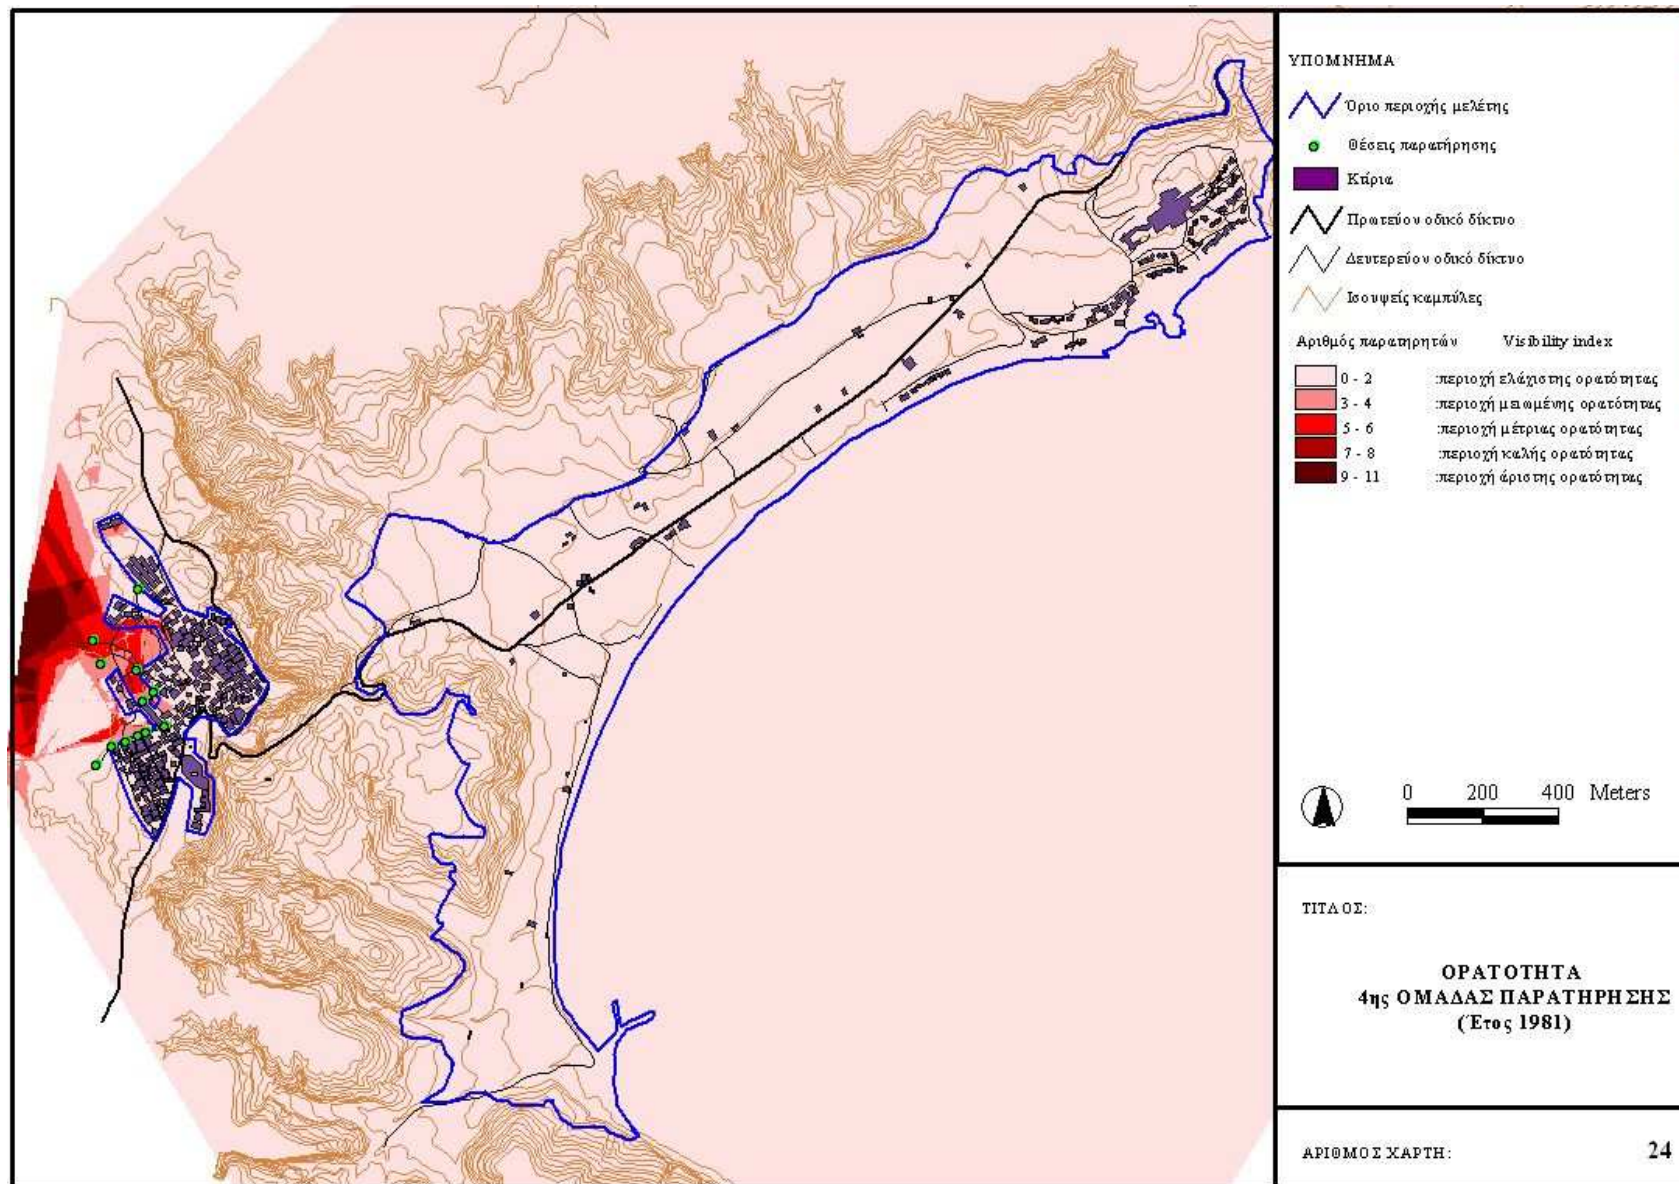 ΥΠΟΜΝΗΜΑ
Όριο περιοχής μελέτης
Θέσεις παρατήρησης
Κτίρια
Πρωτεύον οδικό δίκτυο
Δευτερεύον οδικό δίκτυο
Ισουψείς καμπύλες
Αριθμός παρατηρητών Visibility index
0 - 2 :περιοχή ελάχιστης ορατότητας
3 - 4 :περιοχή μειωμένης ορατότητας
5 - 6 :περιοχή μέτριας ορατότητας
7 - 8 :περιοχή καλής ορατότητας
9 - 11 :περιοχή άριστης ορατότητας
0 200 400 Meters
ΤΙΤΛΟΣ:
ΟΡΑΤΟΤΗΤΑ
4ης ΟΜΑΔΑΣ ΠΑΡΑΤΗΡΗΣΗΣ
(Έτος 1981)
ΑΡΙΘΜΟΣ ΧΑΡΤΗ: 24